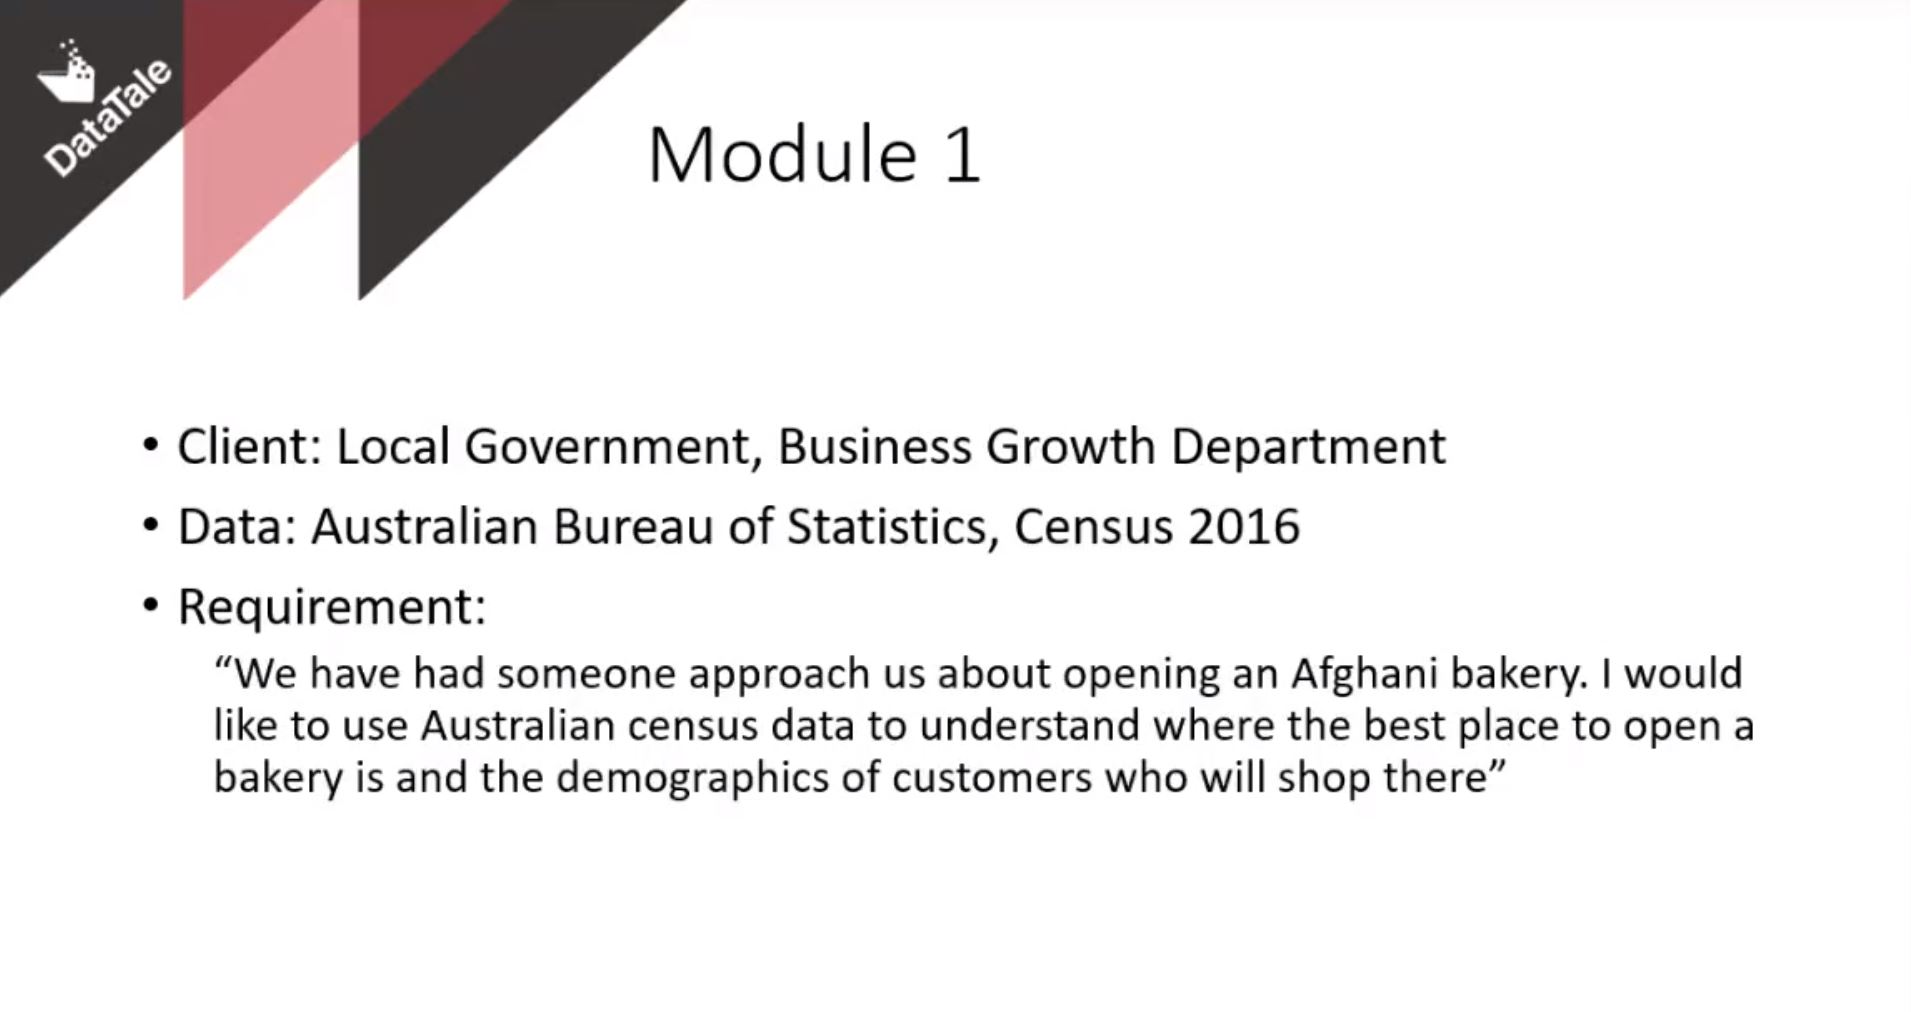 DataTale
Module 1
• Client: Local Government, Business Growth Department
• Data: Australian Bureau of Statistics, Census 2016
• Requirement:
“We have had someone approach us about opening an Afghani bakery. I would
like to use Australian census data to understand where the best place to open a
bakery is and the demographics of customers who will shop there”